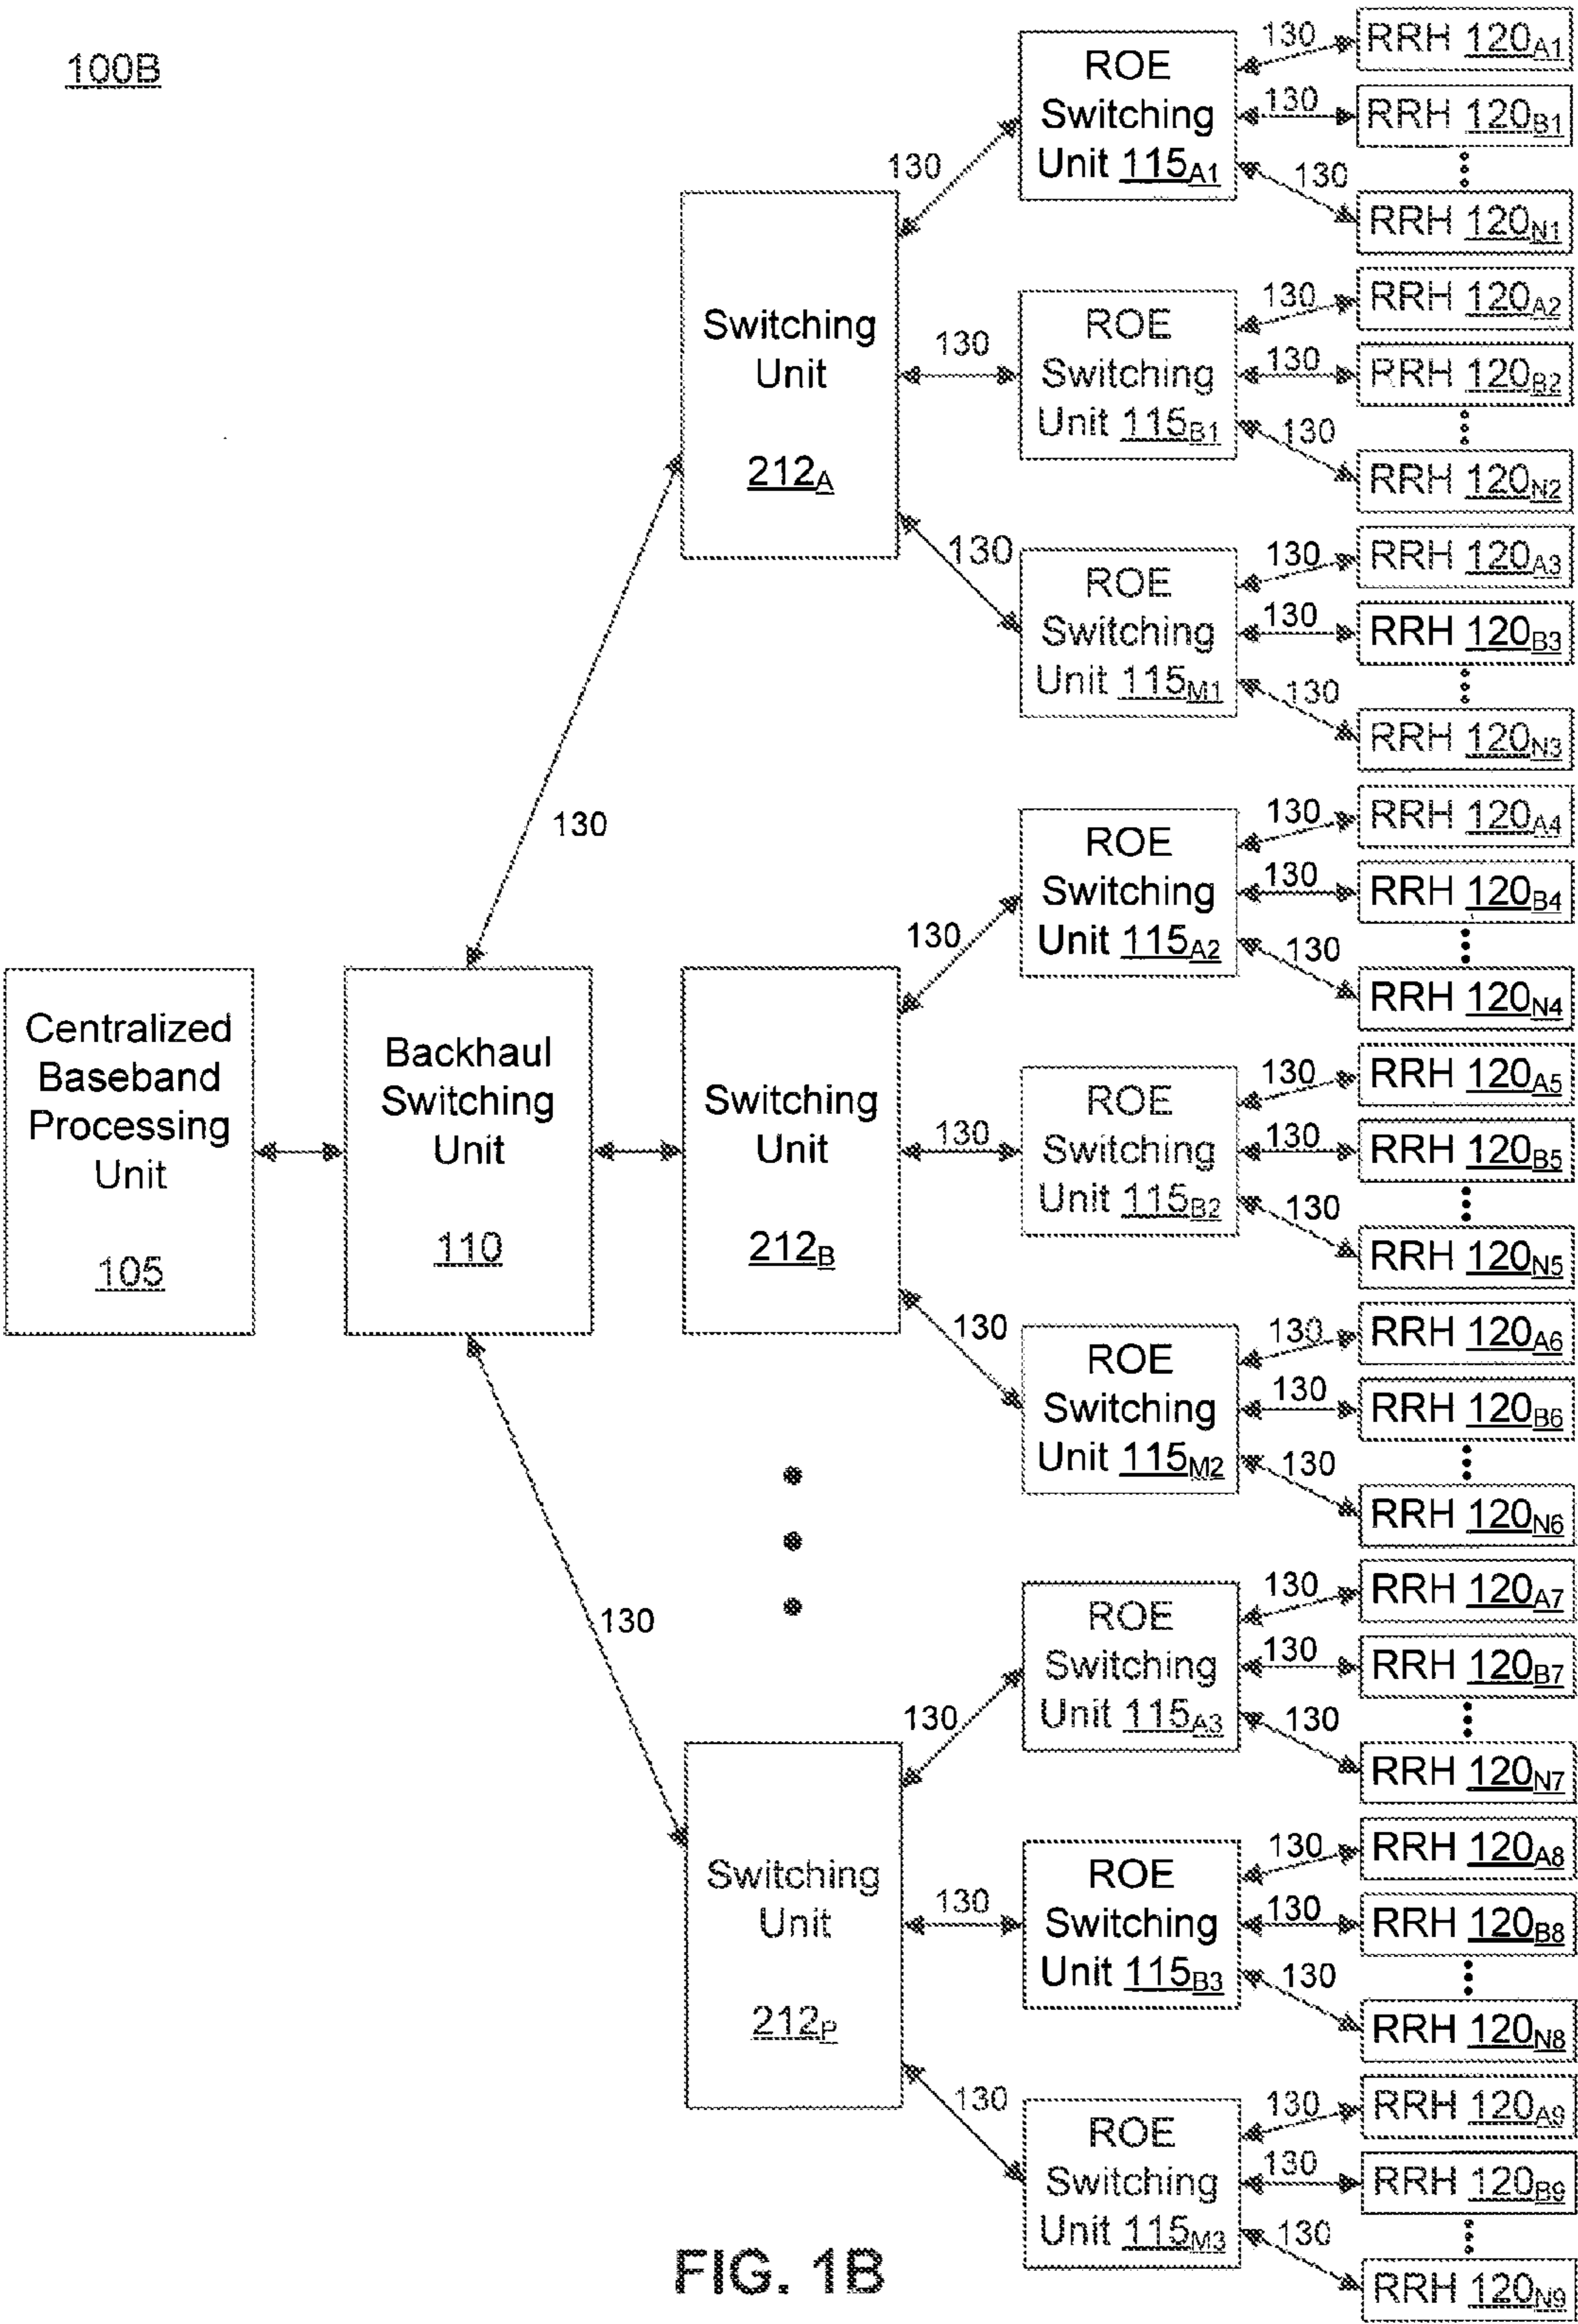 100B
Centralized
Baseband
Processing
Unit
105
Backhaul
Switching
Unit
110
130
130
Switching
Unit
212A
130
130
130
Switching
Unit
212B
130
130
130
Switching
Unit
212P
130
130
130
ROE
Switching
Unit 115A1
130
130
130
RRH 120A1
RRH 120B1
RRH 120N1
ROE
Switching
Unit 115B1
130
130
130
RRH 120A2
RRH 120B2
RRH 120N2
ROE
Switching
Unit 115M1
130
130
130
RRH 120A3
RRH 120B3
RRH 120N3
ROE
Switching
Unit 115A2
130
130
130
RRH 120A4
RRH 120B4
RRH 120N4
ROE
Switching
Unit 115B2
130
130
130
RRH 120A5
RRH 120B5
RRH 120N5
ROE
Switching
Unit 115M2
130
130
130
RRH 120A6
RRH 120B6
RRH 120N6
ROE
Switching
Unit 115A3
130
130
130
RRH 120A7
RRH 120B7
RRH 120N7
ROE
Switching
Unit 115B3
130
130
130
RRH 120A8
RRH 120B8
RRH 120N8
ROE
Switching
Unit 115M3
130
130
130
RRH 120A9
RRH 120B9
RRH 120N9
FIG. 1B